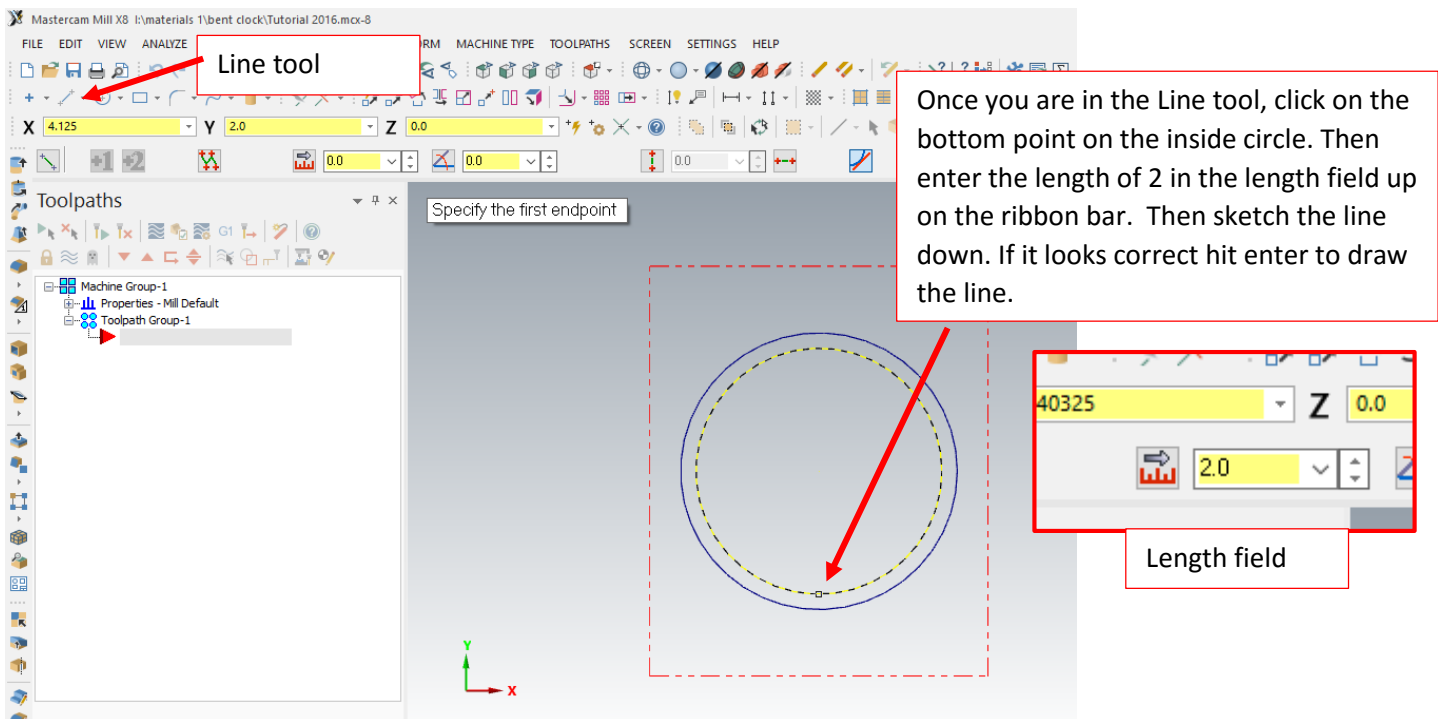 Mastercam Mill X8 I:\materials 1\bent clock\Tutorial 2016.mcx-8
FILE EDIT VIEW ANALYZE RM MACHINE TYPE TOOLPATHS SCREEN SETTINGS HELP
Line tool
X 4.125 Y 2.0 Z 0.0
+1 +2 0.0 0.0 0.0
Once you are in the Line tool, click on the
bottom point on the inside circle. Then
enter the length of 2 in the length field up
on the ribbon bar. Then sketch the line
down. If it looks correct hit enter to draw
the line.
Toolpaths
G1
Specify the first endpoint
Machine Group-1
Properties - Mill Default
Toolpath Group-1
40325 Z 0.0
2.0
Length field
Y
X